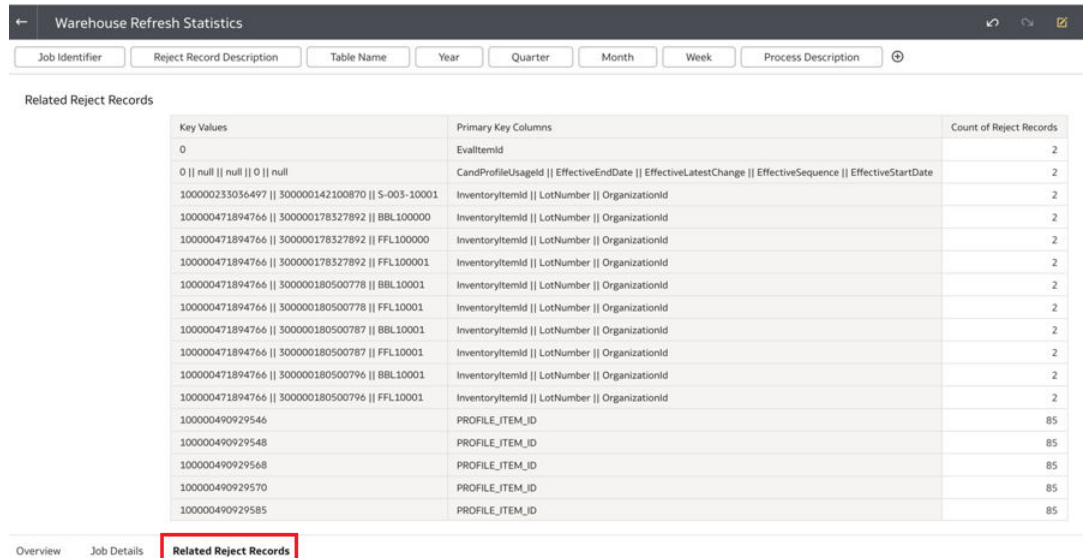 Warehouse Refresh Statistics
Job Identifier Reject Record Description Table Name Year Quarter Month Week Process Description
Related Reject Records
Key Values Primary Key Columns Count of Reject Records
0 EvalItemId 2
0 || null || null || 0 || null CandProfileUsageId || EffectiveEndDate || EffectiveLatestChange || EffectiveSequence || EffectiveStartDate 2
100000233036497 || 300000142100870 || S-003-10001 InventoryItemId || LotNumber || OrganizationId 2
100000471894766 || 300000178327892 || BBL100000 InventoryItemId || LotNumber || OrganizationId 2
100000471894766 || 300000178327892 || FFL100000 InventoryItemId || LotNumber || OrganizationId 2
100000471894766 || 300000178327892 || FFL100001 InventoryItemId || LotNumber || OrganizationId 2
100000471894766 || 300000180500778 || BBL10001 InventoryItemId || LotNumber || OrganizationId 2
100000471894766 || 300000180500778 || FFL10001 InventoryItemId || LotNumber || OrganizationId 2
100000471894766 || 300000180500787 || BBL10001 InventoryItemId || LotNumber || OrganizationId 2
100000471894766 || 300000180500787 || FFL10001 InventoryItemId || LotNumber || OrganizationId 2
100000471894766 || 300000180500796 || BBL10001 InventoryItemId || LotNumber || OrganizationId 2
100000471894766 || 300000180500796 || FFL10001 InventoryItemId || LotNumber || OrganizationId 2
100000490929546 PROFILE_ITEM_ID 85
100000490929548 PROFILE_ITEM_ID 85
100000490929568 PROFILE_ITEM_ID 85
100000490929570 PROFILE_ITEM_ID 85
100000490929585 PROFILE_ITEM_ID 85
Overview Job Details Related Reject Records